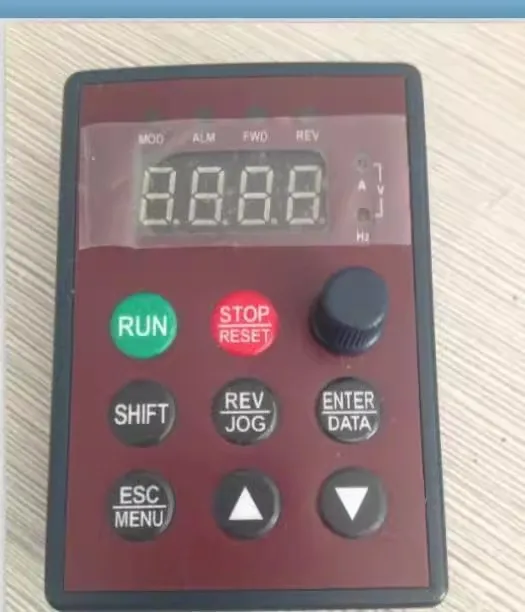 MOD ALM FWD REV
8.8.8.8.
A
V
Hz
RUN
STOP
RESET
SHIFT
REV
JOG
ENTER
DATA
ESC
MENU